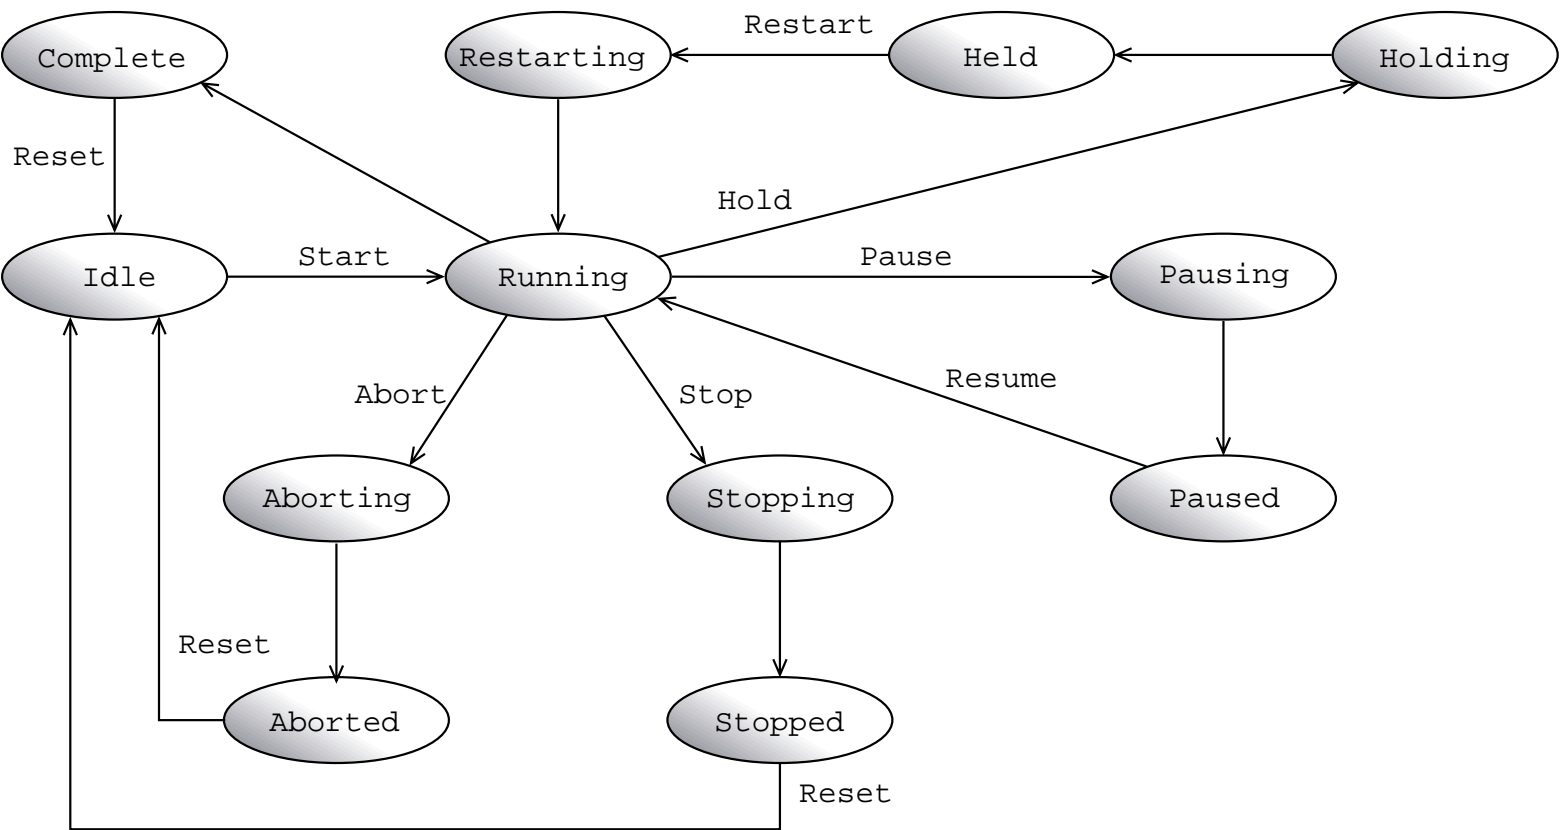 Restart
Complete
Restarting
Held
Holding
Reset
Hold
Start
Pause
Idle
Running
Pausing
Resume
Abort
Stop
Aborting
Stopping
Paused
Reset
Aborted
Stopped
Reset